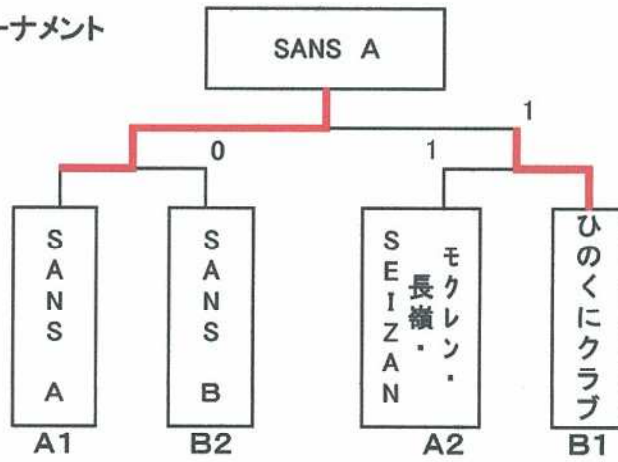 ーナメント
SANS A
1
0
1
SANS A
SANS B
モクレン・
長嶺・
SEIZAN
ひのくにクラブ
A1
B2
A2
B1